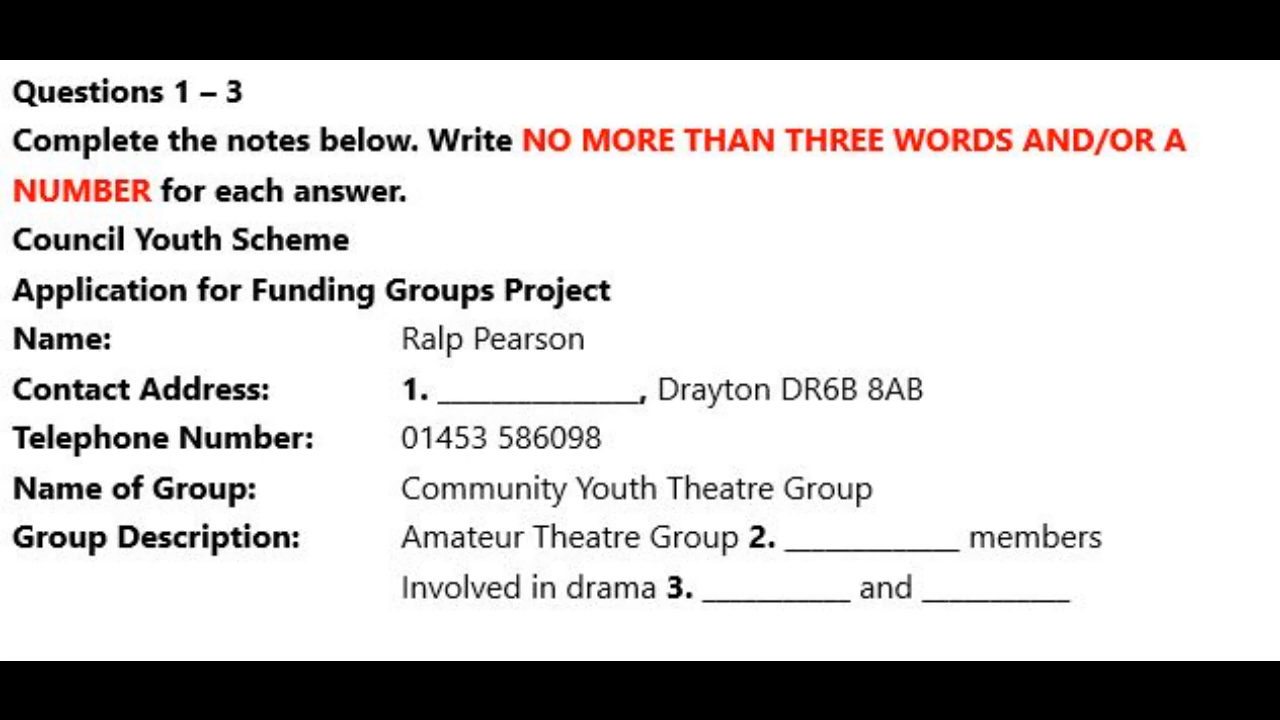 Questions 1 – 3
Complete the notes below. Write NO MORE THAN THREE WORDS AND/OR A
NUMBER for each answer.
Council Youth Scheme
Application for Funding Groups Project
Name: Ralp Pearson
Contact Address: 1. _____________, Drayton DR6B 8AB
Telephone Number: 01453 586098
Name of Group: Community Youth Theatre Group
Group Description: Amateur Theatre Group 2. ___________ members
Involved in drama 3. __________ and __________